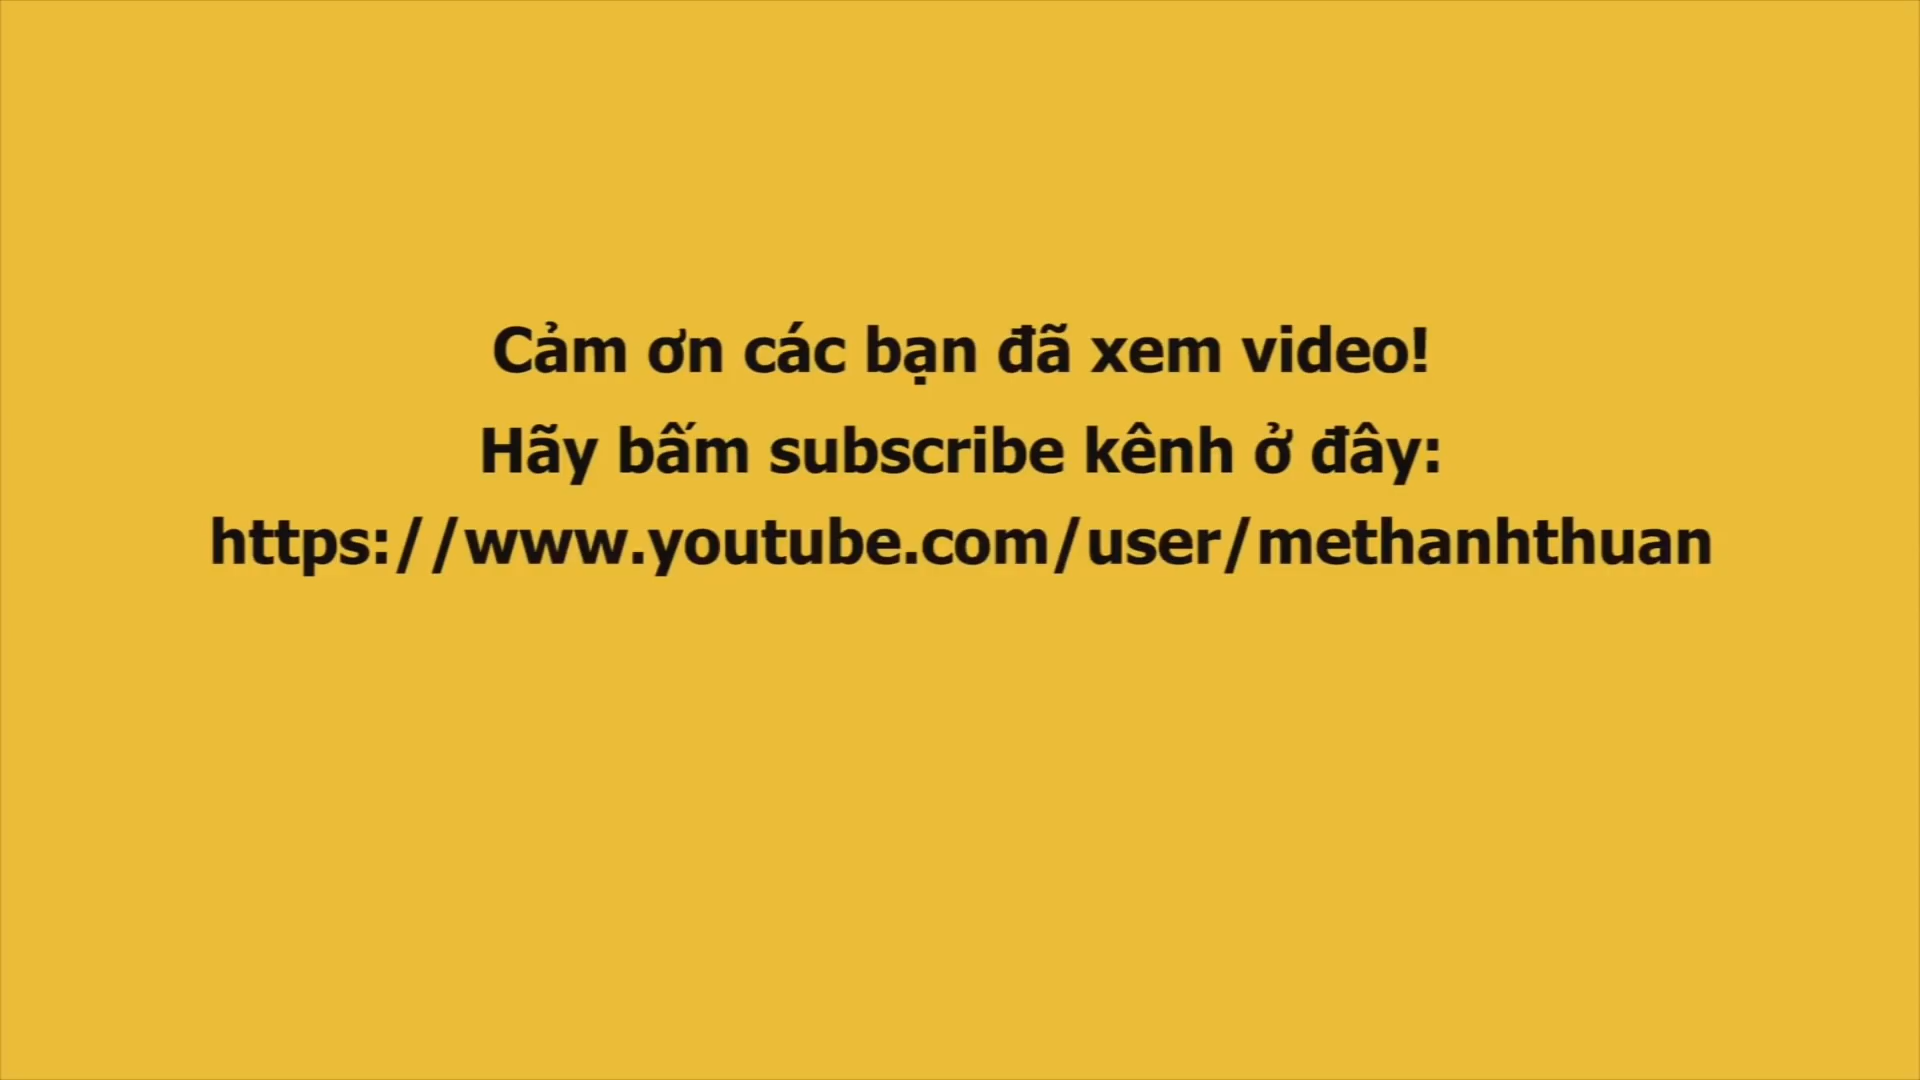 Cảm ơn các bạn đã xem video!
Hãy bấm subscribe kênh ở đây:
https://www.youtube.com/user/methanhthuan